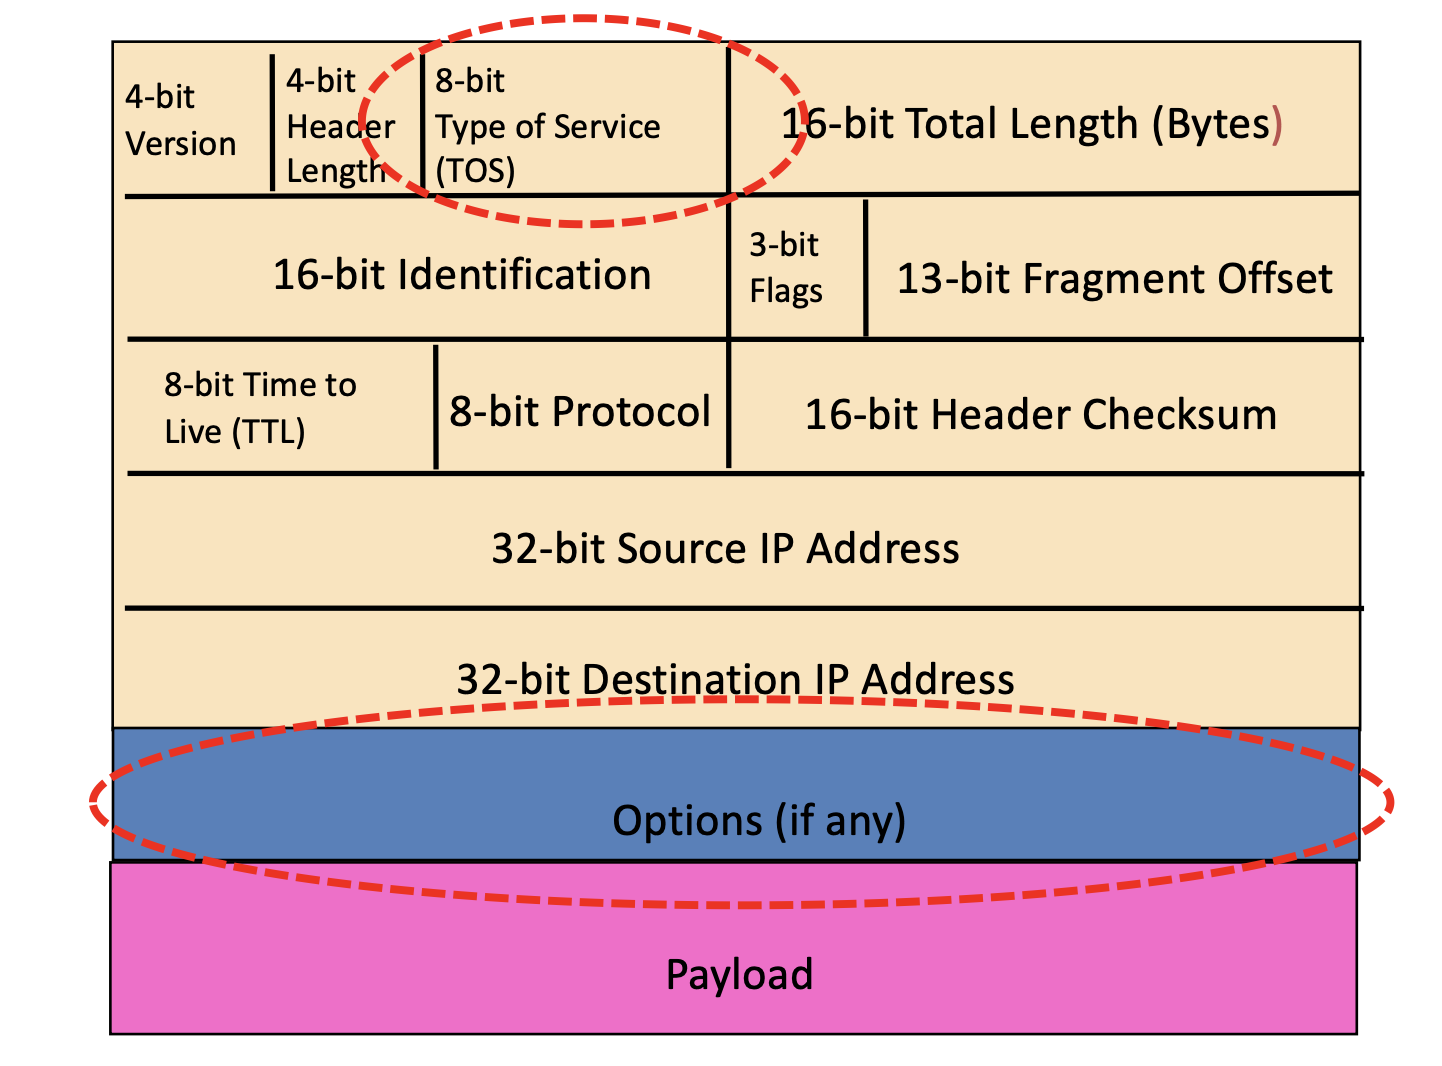 4-bit
Version
4-bit
Header
Length
8-bit
Type of Service
(TOS)
16-bit Total Length (Bytes)
16-bit Identification
3-bit
Flags
13-bit Fragment Offset
8-bit Time to
Live (TTL)
8-bit Protocol
16-bit Header Checksum
32-bit Source IP Address
32-bit Destination IP Address
Options (if any)
Payload